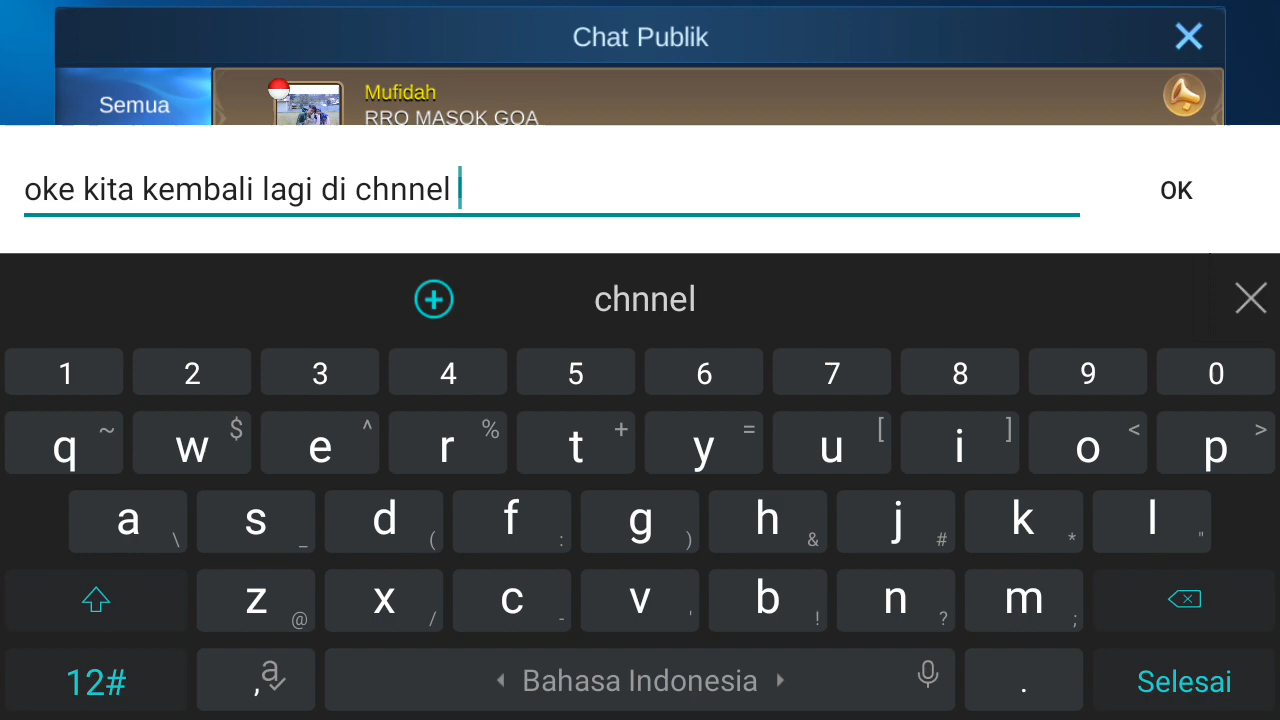 Chat Publik
Semua
Mufidah
RRO MASOK GOA
oke kita kembali lagi di chnnel
OK
chnnel
1 2 3 4 5 6 7 8 9 0
q ~ w $ e ^ r % t + y = u [ i ] o < p >
a \ s _ d ( f : g ) h & j # k * l "
z @ x / c - v ' b ! n ? m ;
12# , a Bahasa Indonesia . Selesai